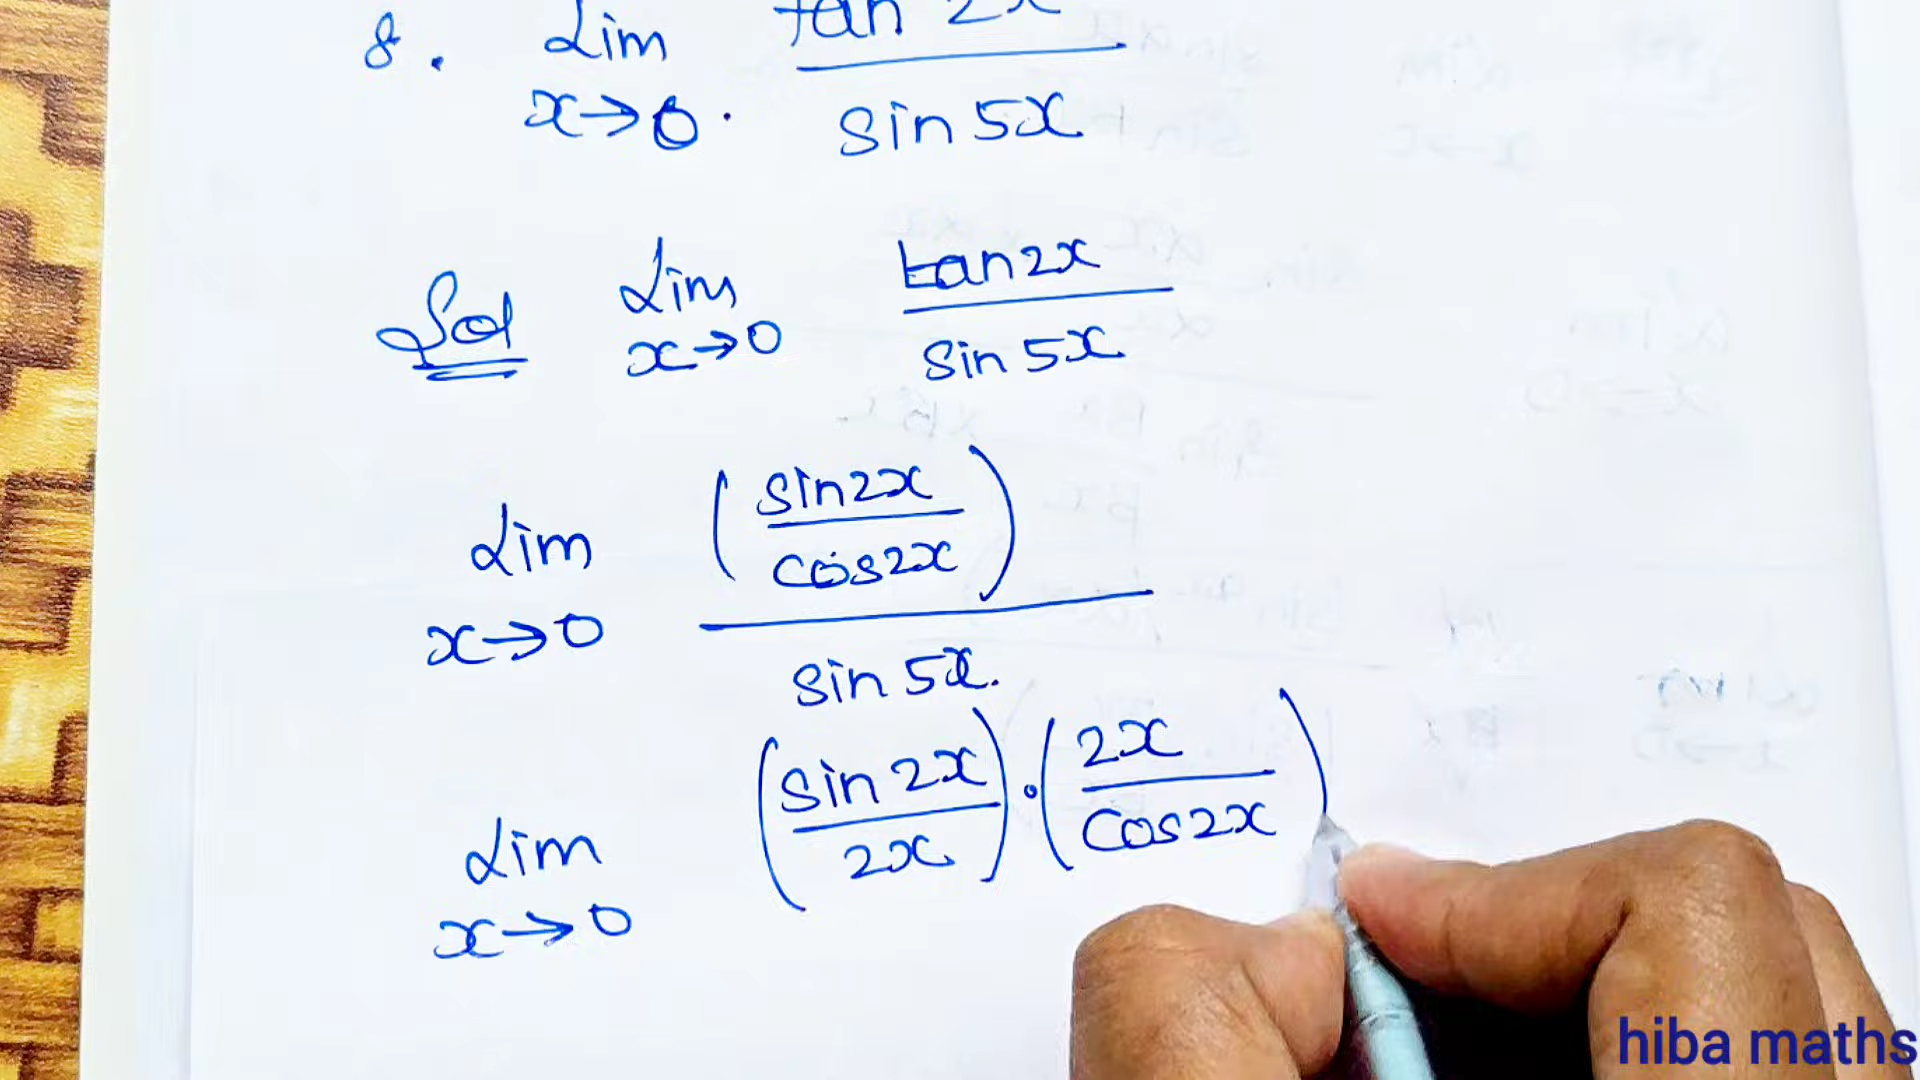 8. Lim tan 2x
x→0. sin 5x
Sol Lim tan2x
x→0 sin 5x
Lim (sin2x
cos2x)
x→0 sin 5x.
Lim (sin 2x
2x) . (2x
cos2x)
x→0
hiba maths